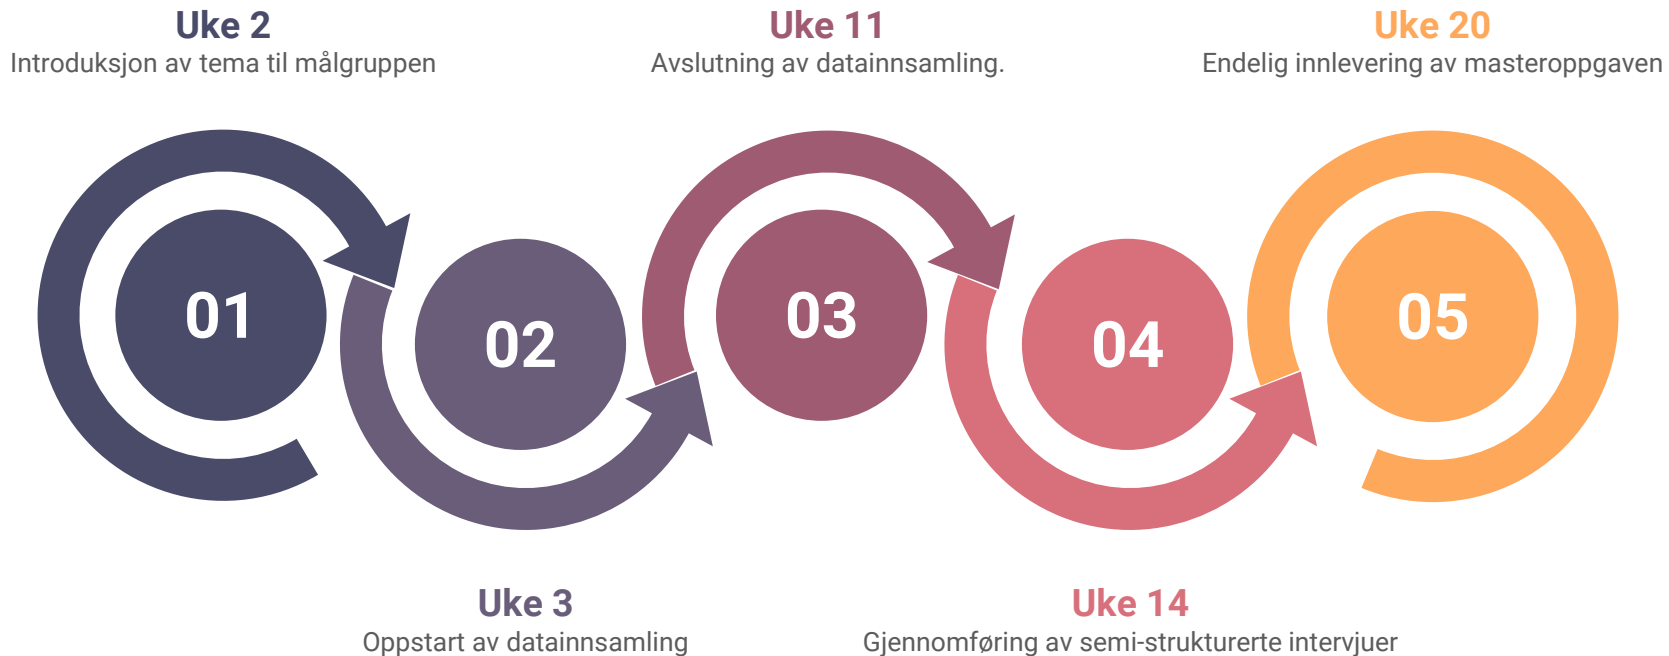 Uke 2
Introduksjon av tema til målgruppen
Uke 11
Avslutning av datainnsamling.
Uke 20
Endelig innlevering av masteroppgaven
01
02
03
04
05
Uke 3
Oppstart av datainnsamling
Uke 14
Gjennomføring av semi-strukturerte intervjuer